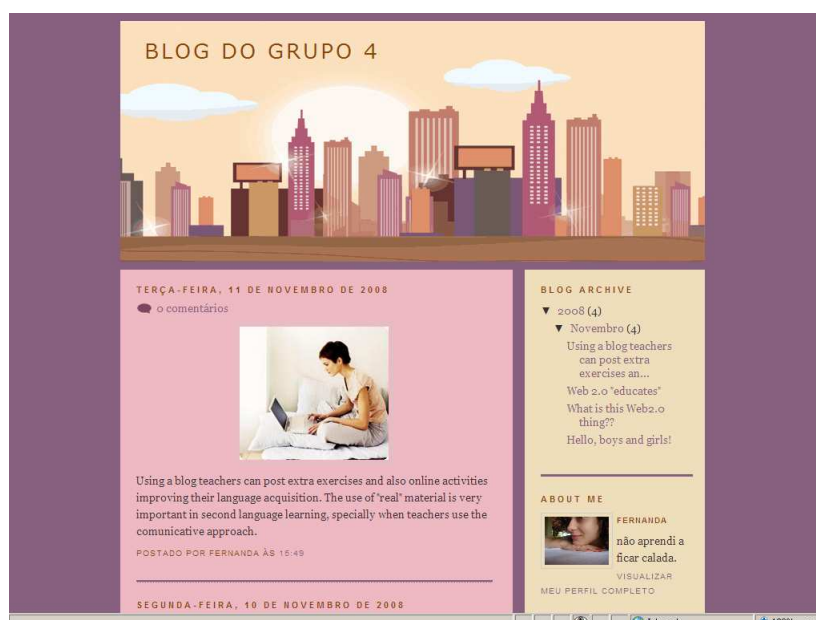 BLOG DO GRUPO 4
TERÇA-FEIRA, 11 DE NOVEMBRO DE 2008
0 comentários
Using a blog teachers can post extra exercises and also online activities
improving their language acquisition. The use of "real" material is very
important in second language learning, specially when teachers use the
comunicative approach.
POSTADO POR FERNANDA ÀS 15:49
SEGUNDA-FEIRA, 10 DE NOVEMBRO DE 2008
BLOG ARCHIVE
▼ 2008 (4)
▼ Novembro (4)
Using a blog teachers
can post extra
exercises an...
Web 2.0 "educates"
What is this Web2.0
thing??
Hello, boys and girls!
ABOUT ME
FERNANDA
não aprendi a
ficar calada.
VISUALIZAR
MEU PERFIL COMPLETO